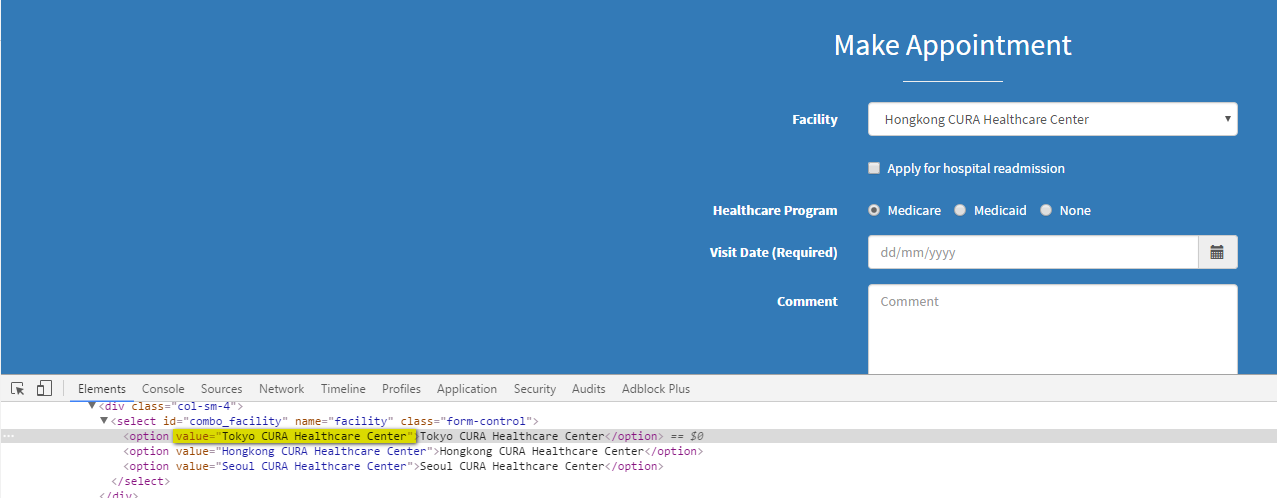 Make Appointment
Facility Hongkong CURA Healthcare Center
Apply for hospital readmission
Healthcare Program Medicare Medicaid None
Visit Date (Required) dd/mm/yyyy
Comment Comment
Elements Console Sources Network Timeline Profiles Application Security Audits Adblock Plus
▼<div class="col-sm-4">
▼<select id="combo_facility" name="facility" class="form-control">
<option value="Tokyo CURA Healthcare Center">Tokyo CURA Healthcare Center</option> == $0
<option value="Hongkong CURA Healthcare Center">Hongkong CURA Healthcare Center</option>
<option value="Seoul CURA Healthcare Center">Seoul CURA Healthcare Center</option>
</select>
</div>